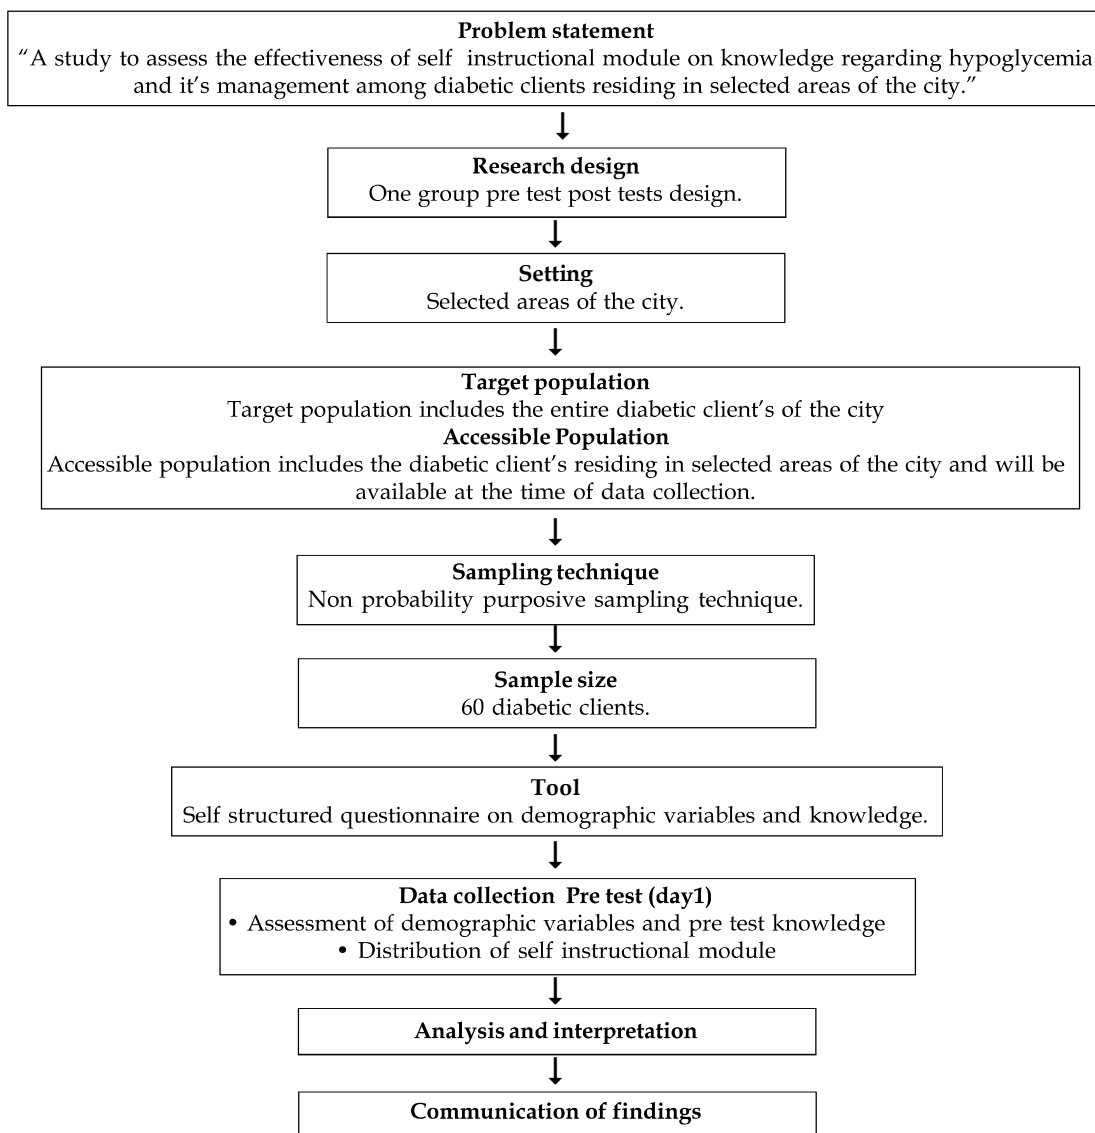 Problem statement
“A study to assess the effectiveness of self instructional module on knowledge regarding hypoglycemia
and it’s management among diabetic clients residing in selected areas of the city.”
Research design
One group pre test post tests design.
Setting
Selected areas of the city.
Target population
Target population includes the entire diabetic client’s of the city
Accessible Population
Accessible population includes the diabetic client’s residing in selected areas of the city and will be
available at the time of data collection.
Sampling technique
Non probability purposive sampling technique.
Sample size
60 diabetic clients.
Tool
Self structured questionnaire on demographic variables and knowledge.
Data collection Pre test (day1)
• Assessment of demographic variables and pre test knowledge
• Distribution of self instructional module
Analysis and interpretation
Communication of findings